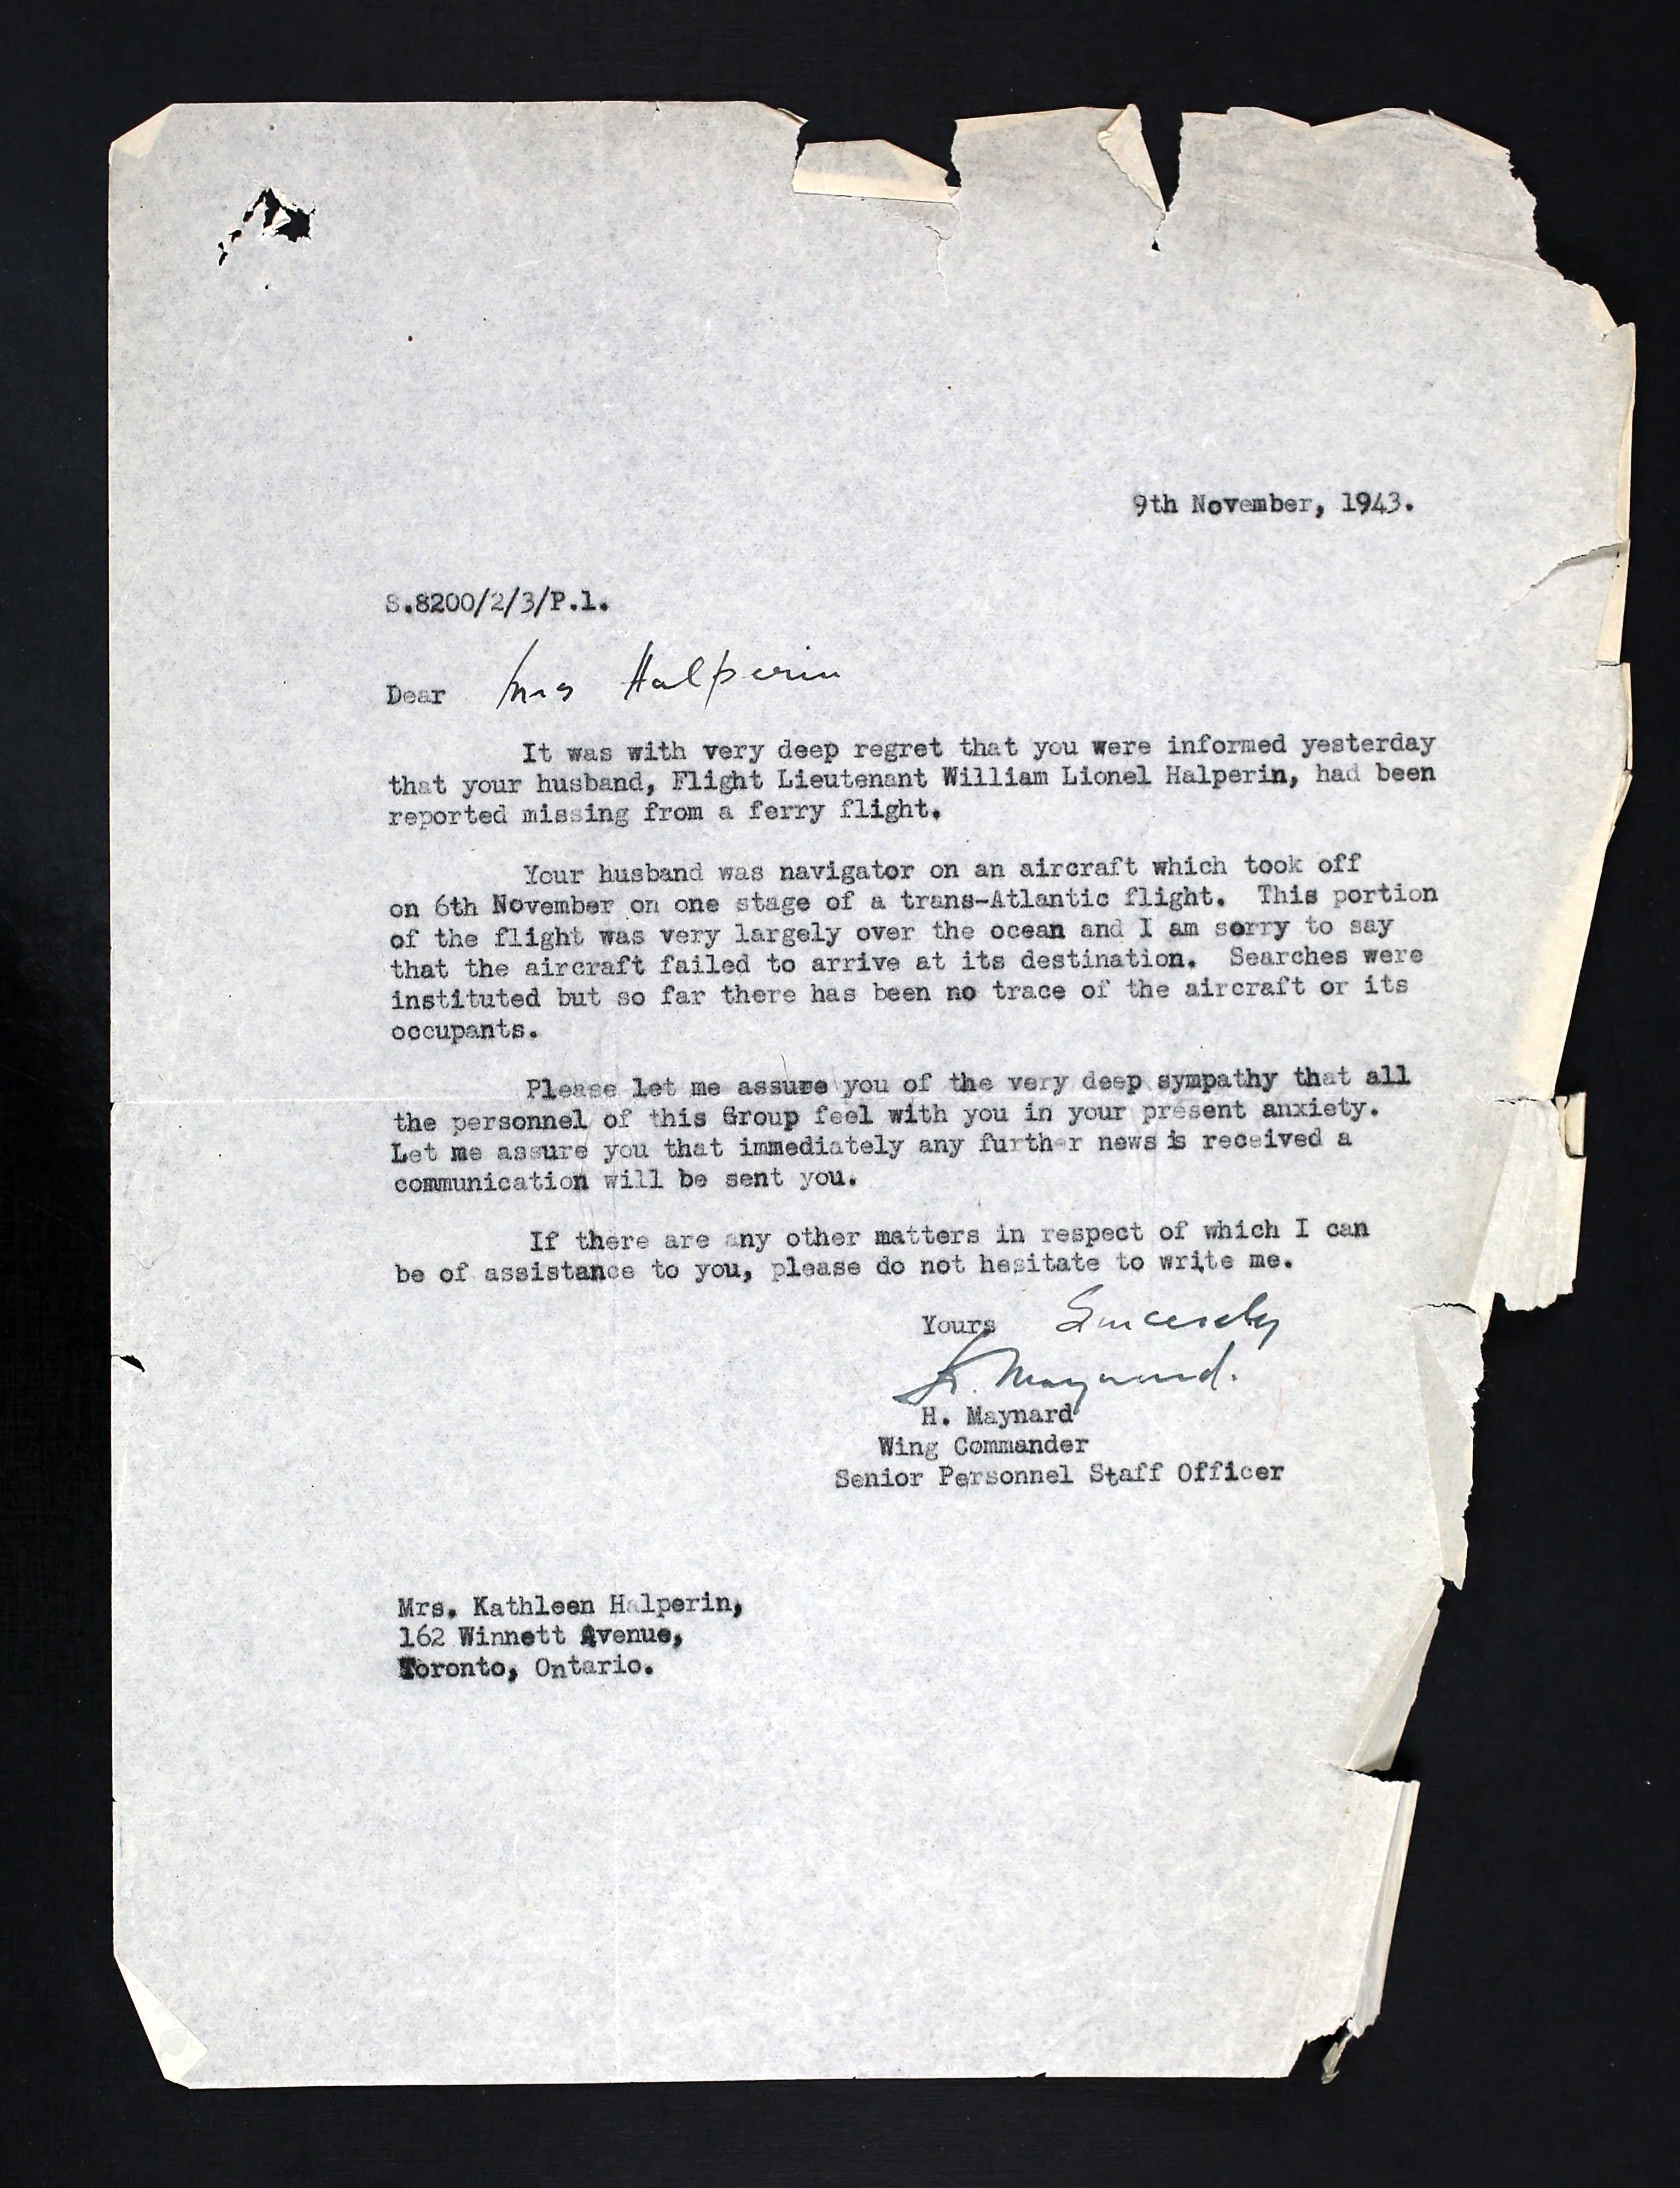 9th November, 1943.
S.8200/2/3/P.1.
Dear Mrs Halperin
It was with very deep regret that you were informed yesterday
that your husband, Flight Lieutenant William Lionel Halperin, had been
reported missing from a ferry flight.
Your husband was navigator on an aircraft which took off
on 6th November on one stage of a trans-Atlantic flight. This portion
of the flight was very largely over the ocean and I am sorry to say
that the aircraft failed to arrive at its destination. Searches were
instituted but so far there has been no trace of the aircraft or its
occupants.
Please let me assure you of the very deep sympathy that all
the personnel of this Group feel with you in your present anxiety.
Let me assure you that immediately any further news is received a
communication will be sent you.
If there are any other matters in respect of which I can
be of assistance to you, please do not hesitate to write me.
Yours Sincerely
H. Maynard.
H. Maynard
Wing Commander
Senior Personnel Staff Officer
Mrs. Kathleen Halperin,
162 Winnett Avenue,
Toronto, Ontario.